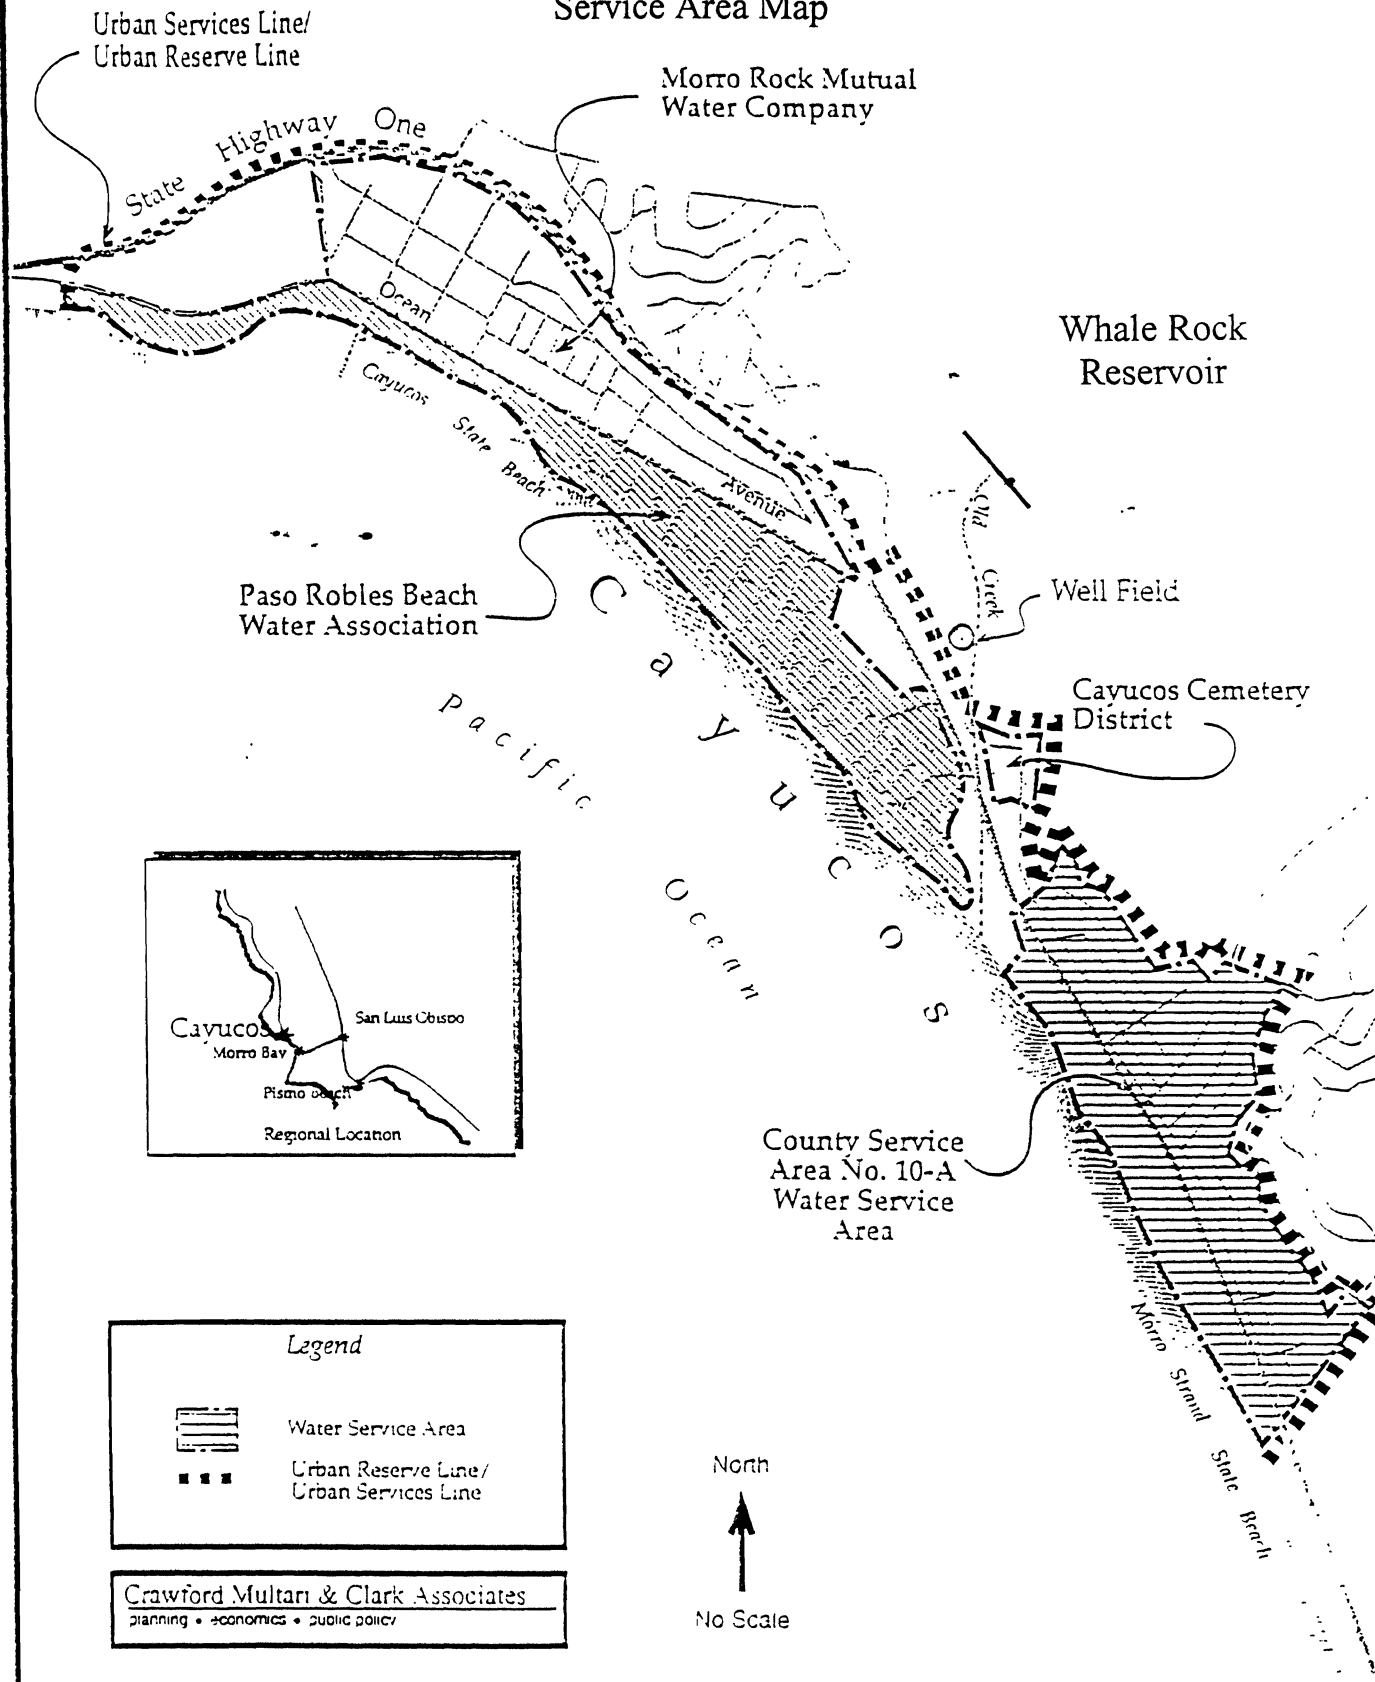 Service Area Map
Urban Services Line/
Urban Reserve Line
Morro Rock Mutual
Water Company
State Highway One
Ocean
Avenue
Cayucos State Beach
Whale Rock
Reservoir
Old Creek
Well Field
Paso Robles Beach
Water Association
Cayucos
Pacific Ocean
Cayucos Cemetery
District
Cayucos
San Luis Obispo
Morro Bay
Pismo Beach
Regional Location
County Service
Area No. 10-A
Water Service
Area
Morro Strand State Beach
Legend
Water Service Area
Urban Reserve Line/
Urban Services Line
North
No Scale
Crawford Multari & Clark Associates
planning • economics • public policy